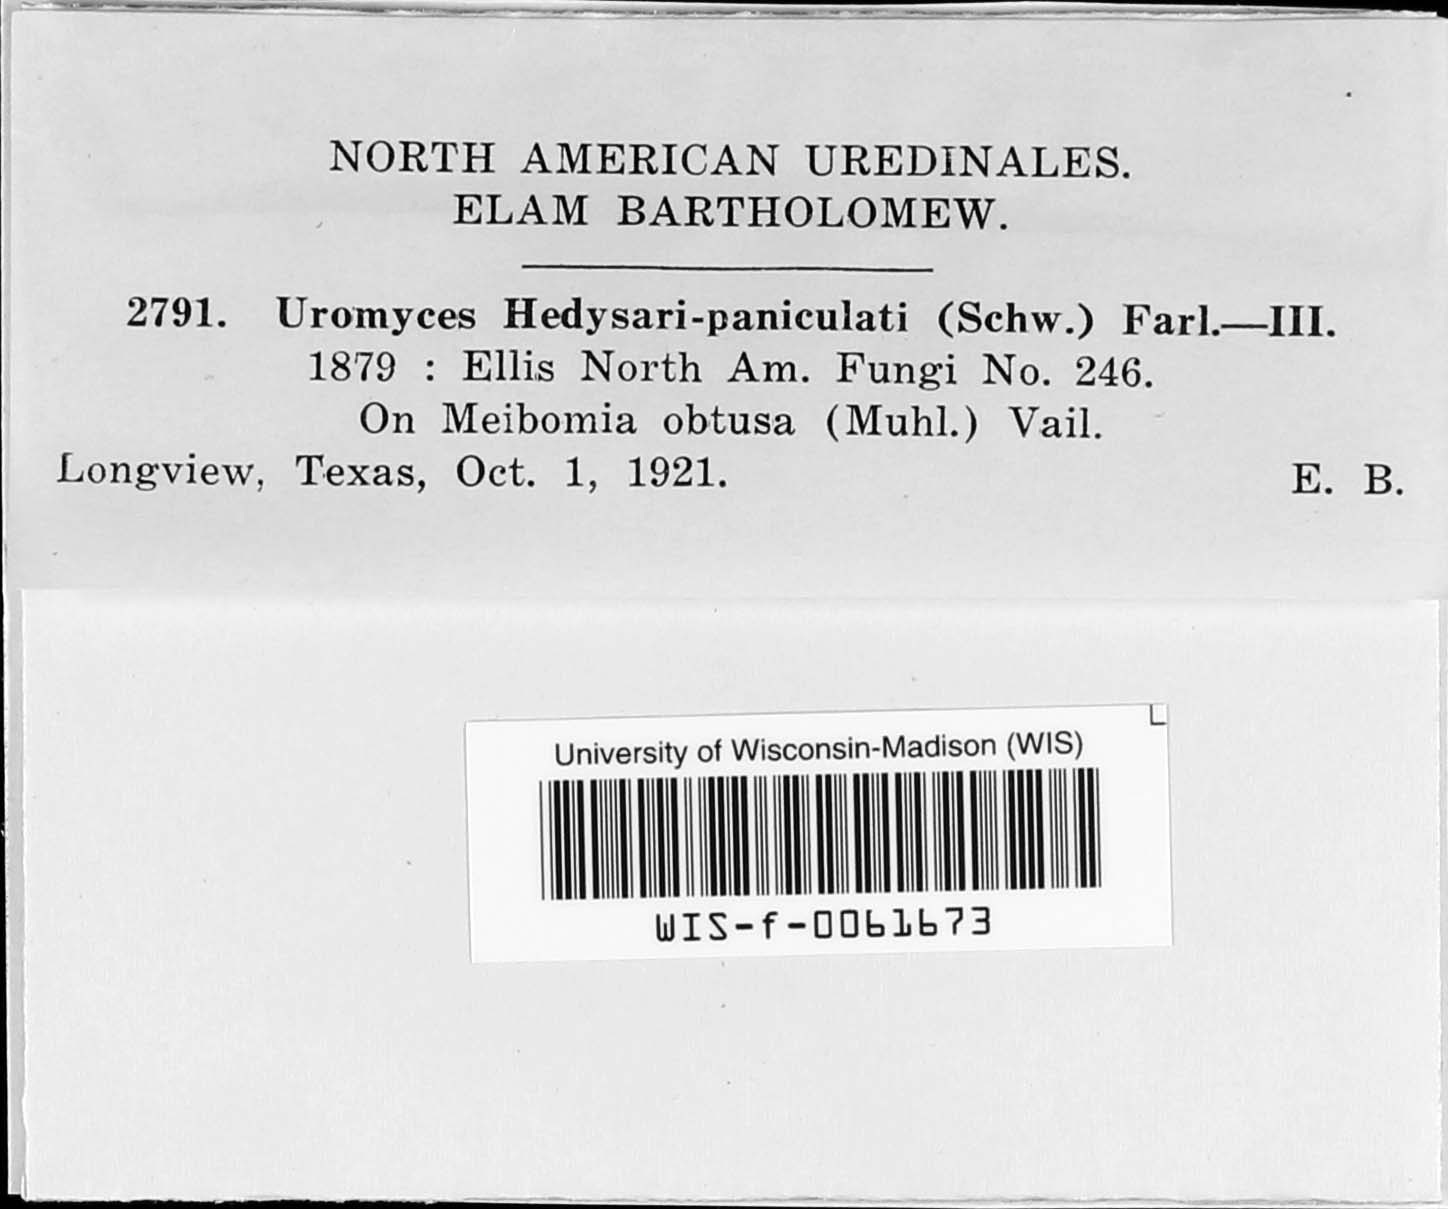 NORTH AMERICAN UREDINALES.
ELAM BARTHOLOMEW.
2791. Uromyces Hedysari-paniculati (Schw.) Farl.—III.
1879 : Ellis North Am. Fungi No. 246.
On Meibomia obtusa (Muhl.) Vail.
Longview, Texas, Oct. 1, 1921. E. B.
University of Wisconsin-Madison (WIS)
WIS-f-0061673